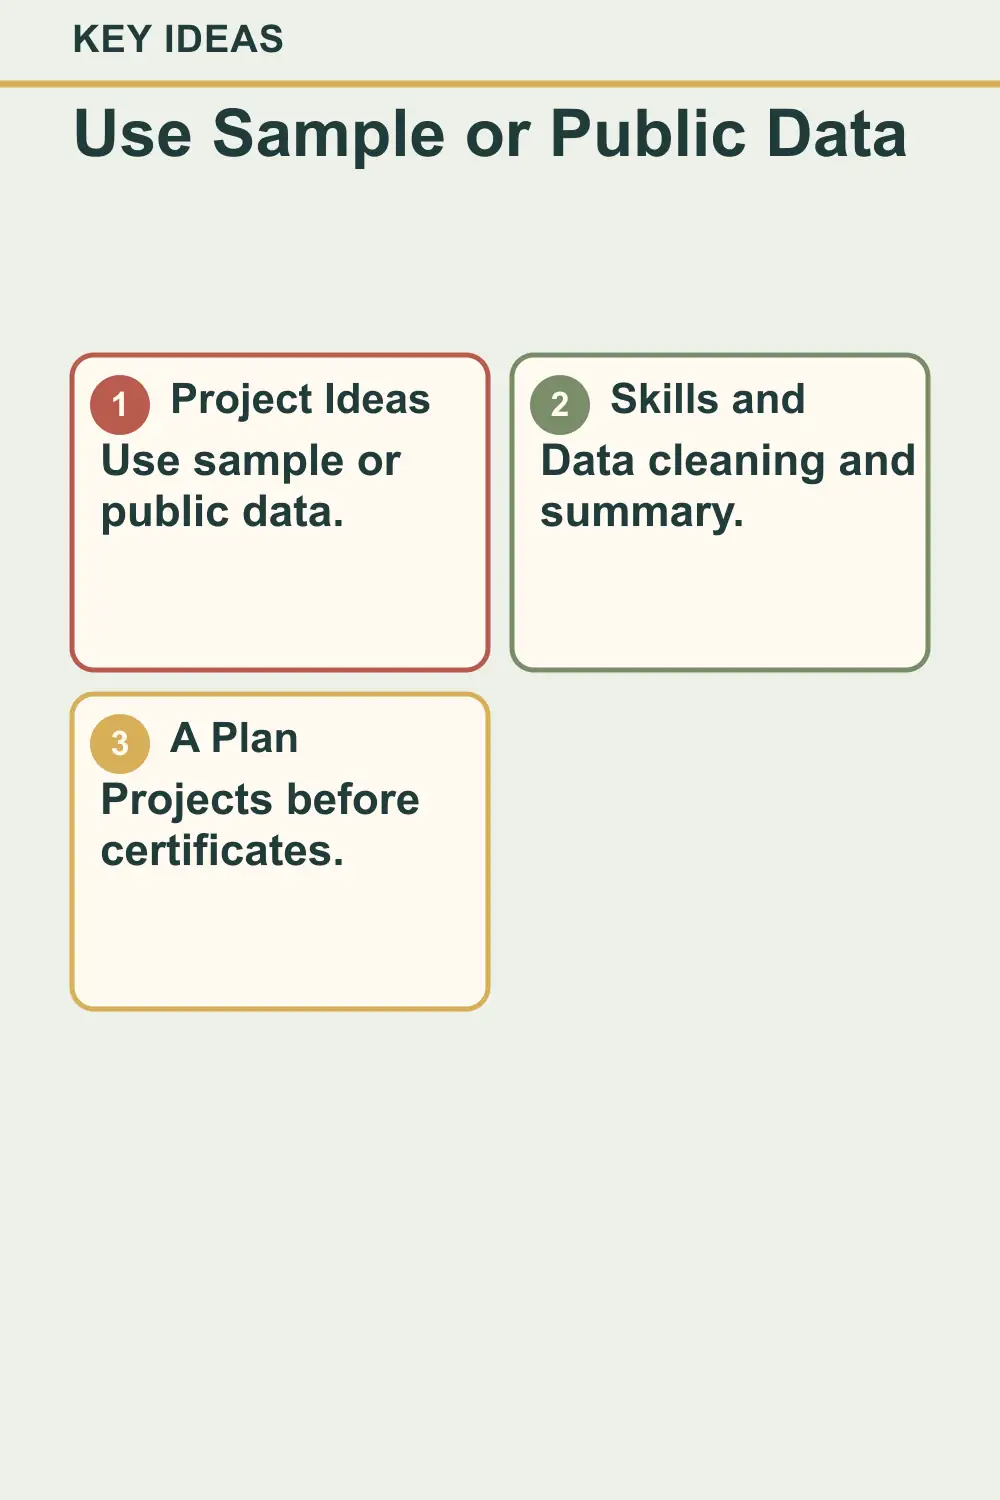 KEY IDEAS
Use Sample or Public Data
1 Project Ideas
Use sample or
public data.
2 Skills and
Data cleaning and
summary.
3 A Plan
Projects before
certificates.